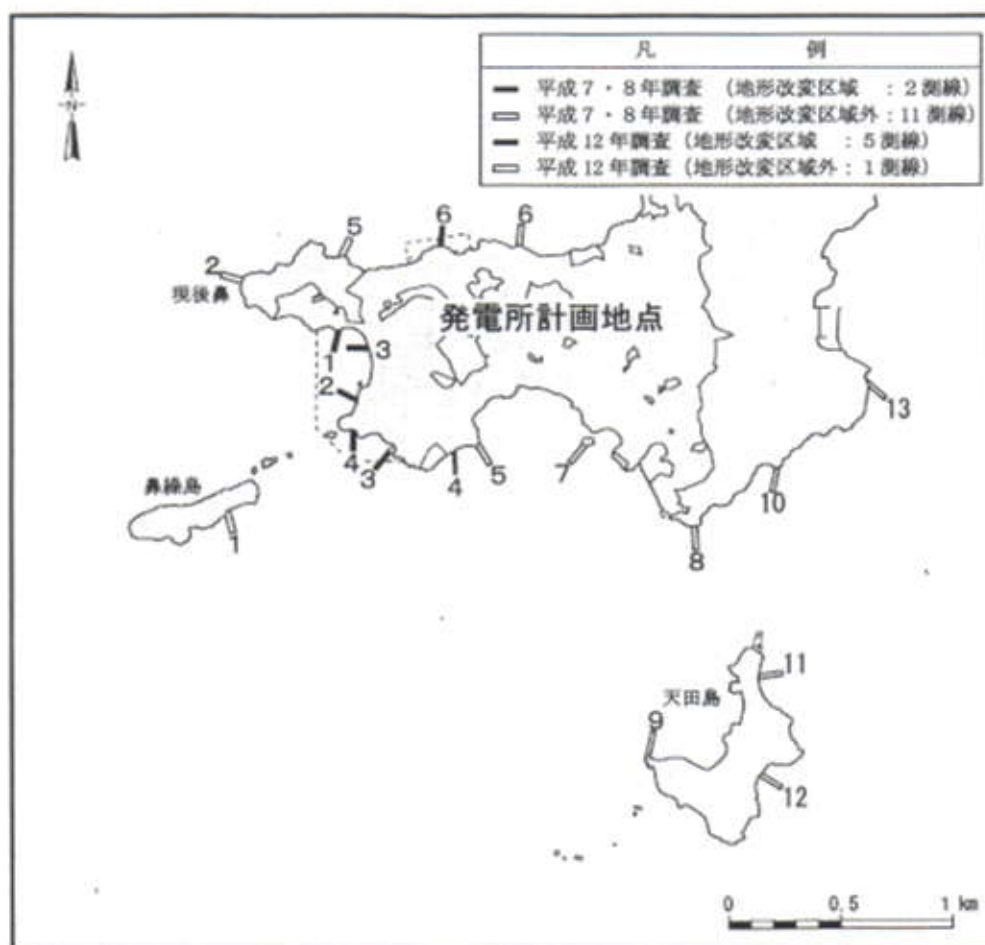 凡 例
平成7・8年調査 (地形改変区域 : 2測線)
平成7・8年調査 (地形改変区域外:11測線)
平成12年調査 (地形改変区域 : 5測線)
平成12年調査 (地形改変区域外: 1測線)
N
5
6
6
2
現後鼻
発電所計画地点
1
3
2
13
4
3
4
5
7
鼻繰島
10
1
8
11
天田島
9
12
0 0.5 1 km